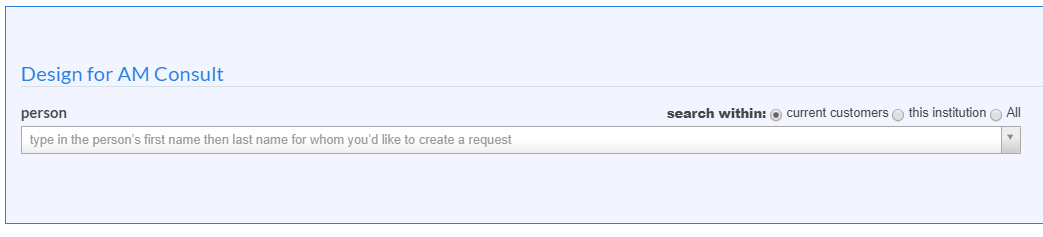 Design for AM Consult
person search within: current customers this institution All
type in the person's first name then last name for whom you'd like to create a request